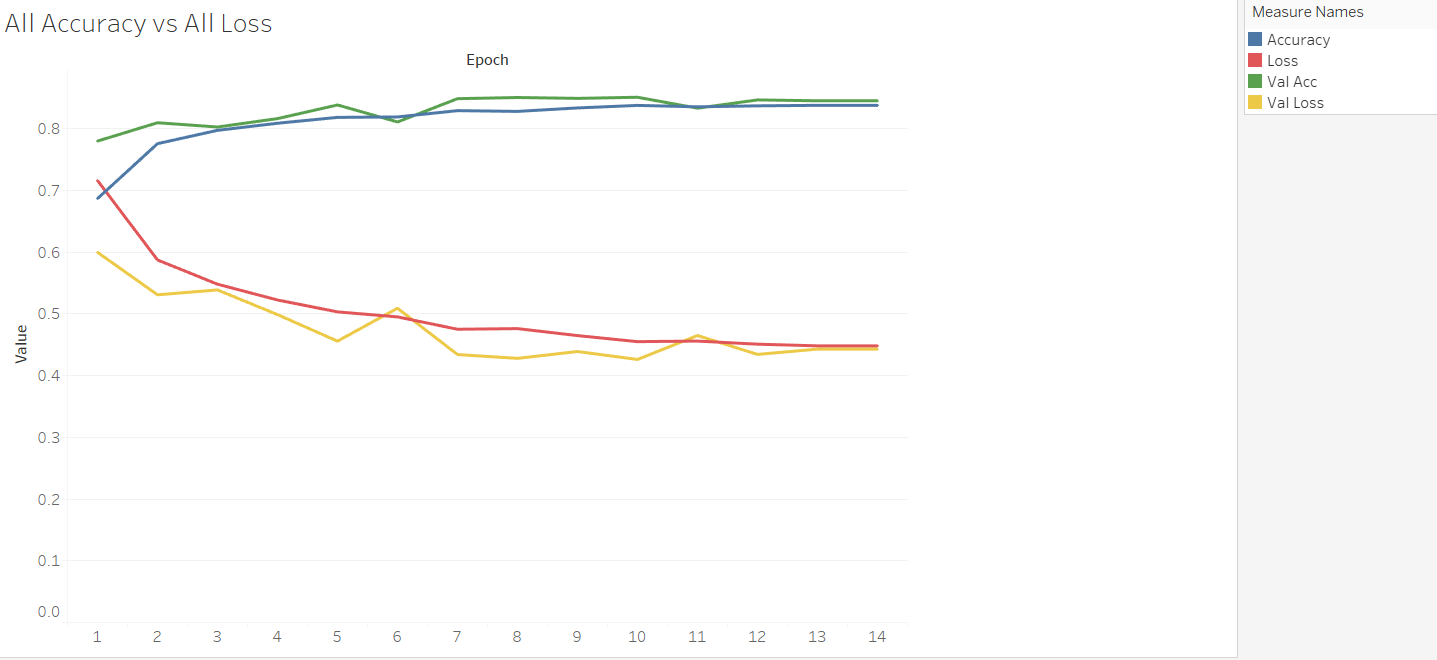 All Accuracy vs All Loss
Epoch
Value
0.8
0.7
0.6
0.5
0.4
0.3
0.2
0.1
0.0
1 2 3 4 5 6 7 8 9 10 11 12 13 14
Measure Names
Accuracy
Loss
Val Acc
Val Loss